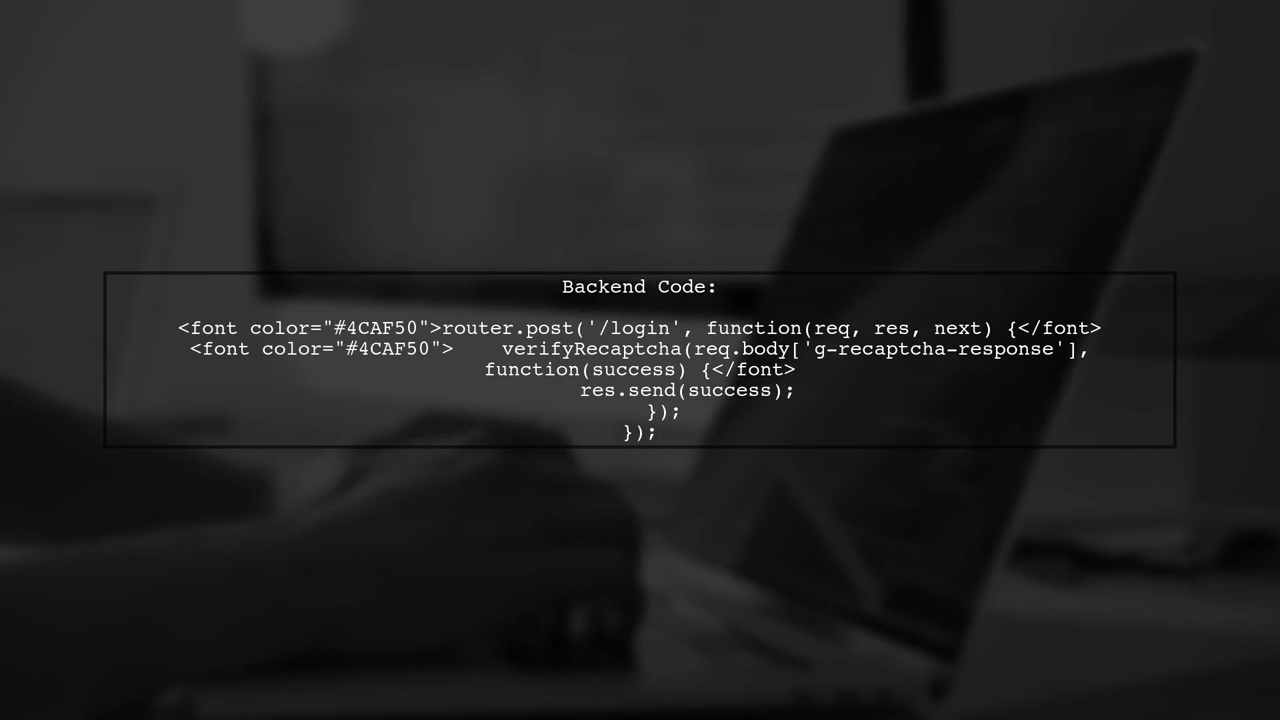 Backend Code:
<font color="#4CAF50">router.post('/login', function(req, res, next) {</font>
<font color="#4CAF50">    verifyRecaptcha(req.body['g-recaptcha-response'],
function(success) {</font>
        res.send(success);
    });
});